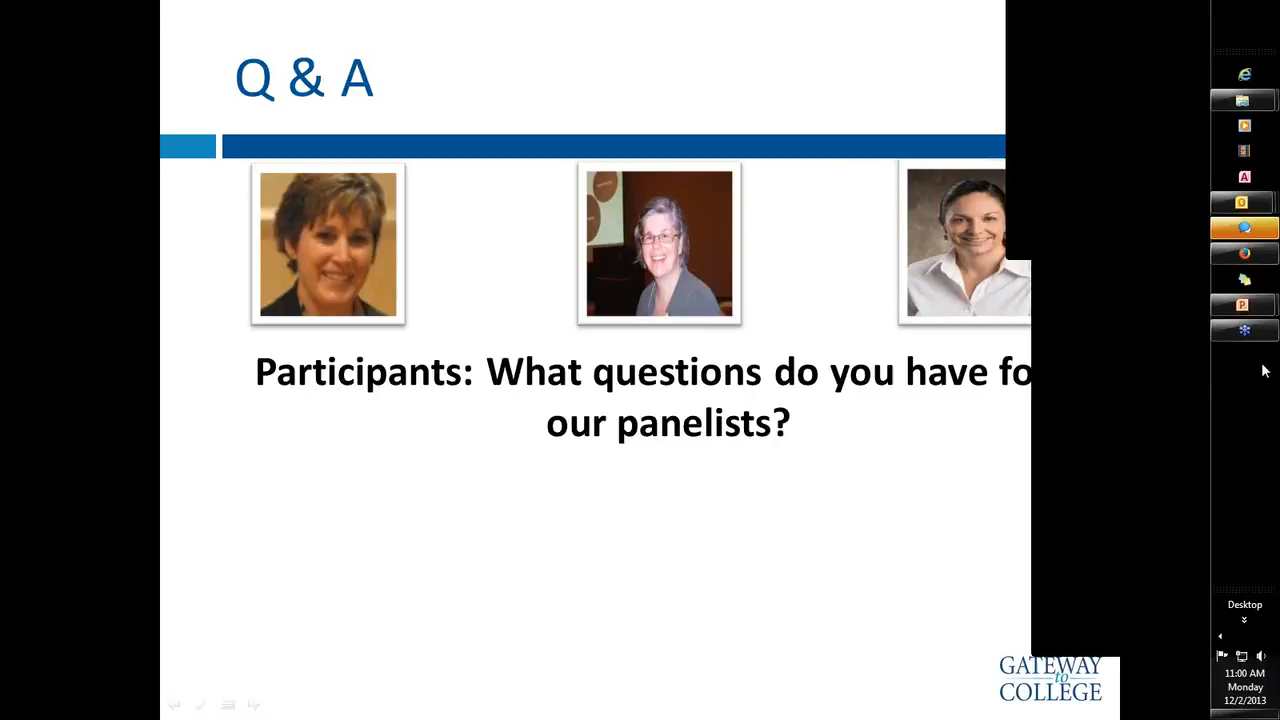 Q & A
Participants: What questions do you have fo
our panelists?
GATEWAY
to
COLLEGE
Desktop
11:00 AM
Monday
12/2/2013